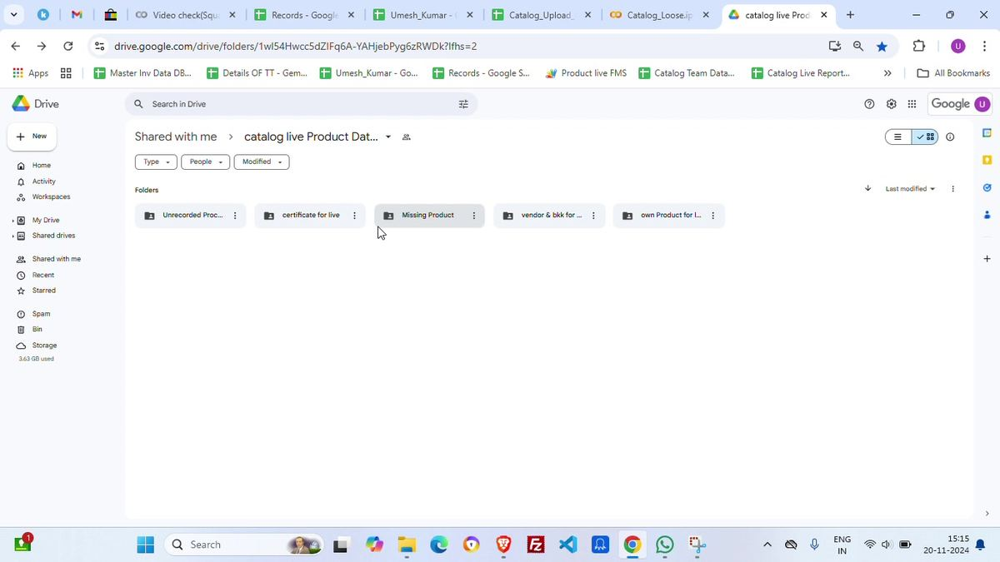 Video check(Squ
Records - Google
Umesh_Kumar - G
Catalog_Upload_
Catalog_Loose.ip
catalog live Prod
drive.google.com/drive/folders/1wl54Hwcc5dZIFq6A-YAHjebPyg6zRWDk?lfhs=2
U
Apps
Master Inv Data DB...
Details OF TT - Gem...
Umesh_Kumar - Go...
Records - Google S...
Product live FMS
Catalog Team Data...
Catalog Live Report...
All Bookmarks
Drive
Search in Drive
Google
U
New
Shared with me
catalog live Product Dat...
Type
People
Modified
Home
Activity
Workspaces
My Drive
Shared drives
Shared with me
Recent
Starred
Spam
Bin
Storage
3.63 GB used
Folders
Last modified
Unrecorded Proc...
certificate for live
Missing Product
vendor & bkk for ...
own Product for l...
1
Search
ENG
IN
15:15
20-11-2024